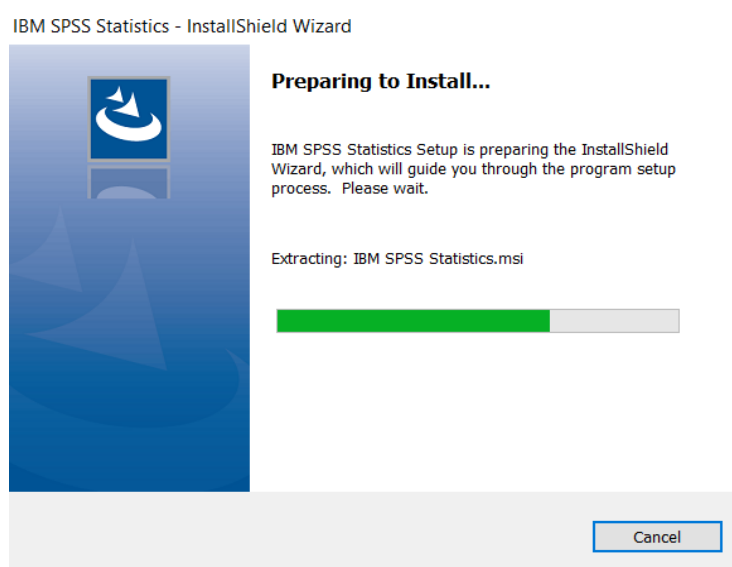 IBM SPSS Statistics - InstallShield Wizard
Preparing to Install...
IBM SPSS Statistics Setup is preparing the InstallShield
Wizard, which will guide you through the program setup
process.  Please wait.
Extracting: IBM SPSS Statistics.msi
Cancel